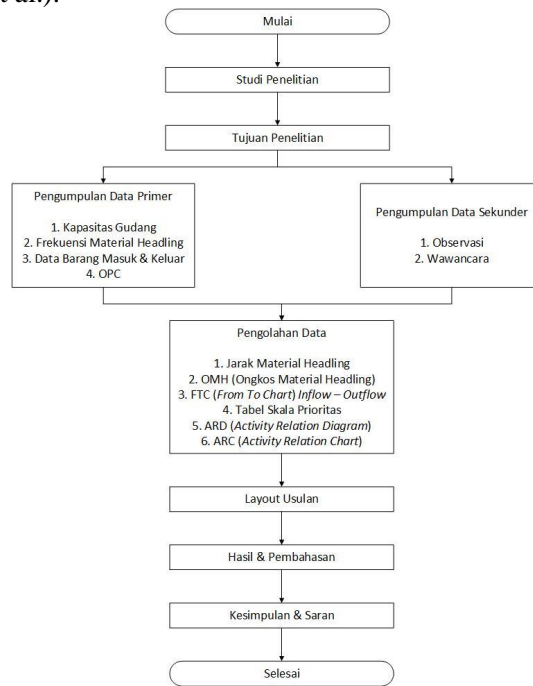 t al.).
Mulai
Studi Penelitian
Tujuan Penelitian
Pengumpulan Data Primer
1. Kapasitas Gudang
2. Frekuensi Material Headling
3. Data Barang Masuk & Keluar
4. OPC
Pengumpulan Data Sekunder
1. Observasi
2. Wawancara
Pengolahan Data
1. Jarak Material Headling
2. OMH (Ongkos Material Headling)
3. FTC (From To Chart) Inflow – Outflow
4. Tabel Skala Prioritas
5. ARD (Activity Relation Diagram)
6. ARC (Activity Relation Chart)
Layout Usulan
Hasil & Pembahasan
Kesimpulan & Saran
Selesai